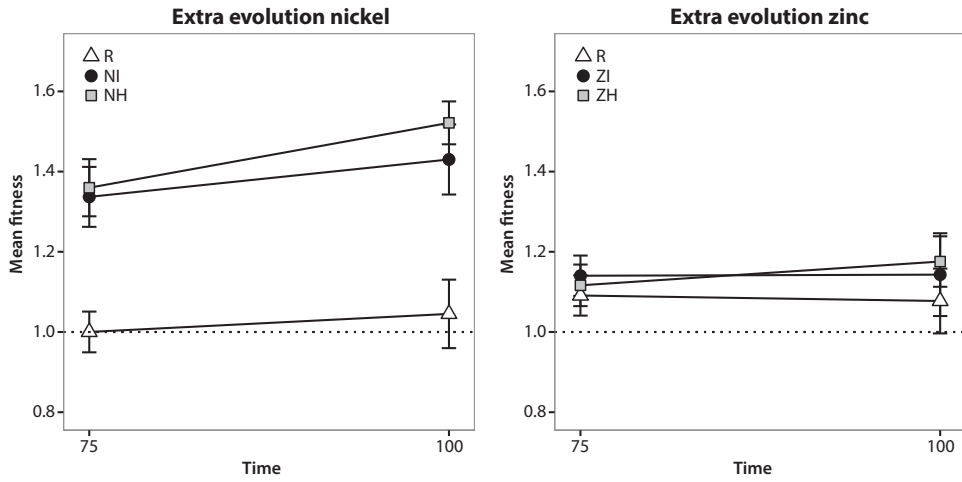 Extra evolution nickel
R
NI
NH
1.6
1.4
1.2
1.0
0.8
Mean fitness
75
100
Time
Extra evolution zinc
R
ZI
ZH
1.6
1.4
1.2
1.0
0.8
Mean fitness
75
100
Time